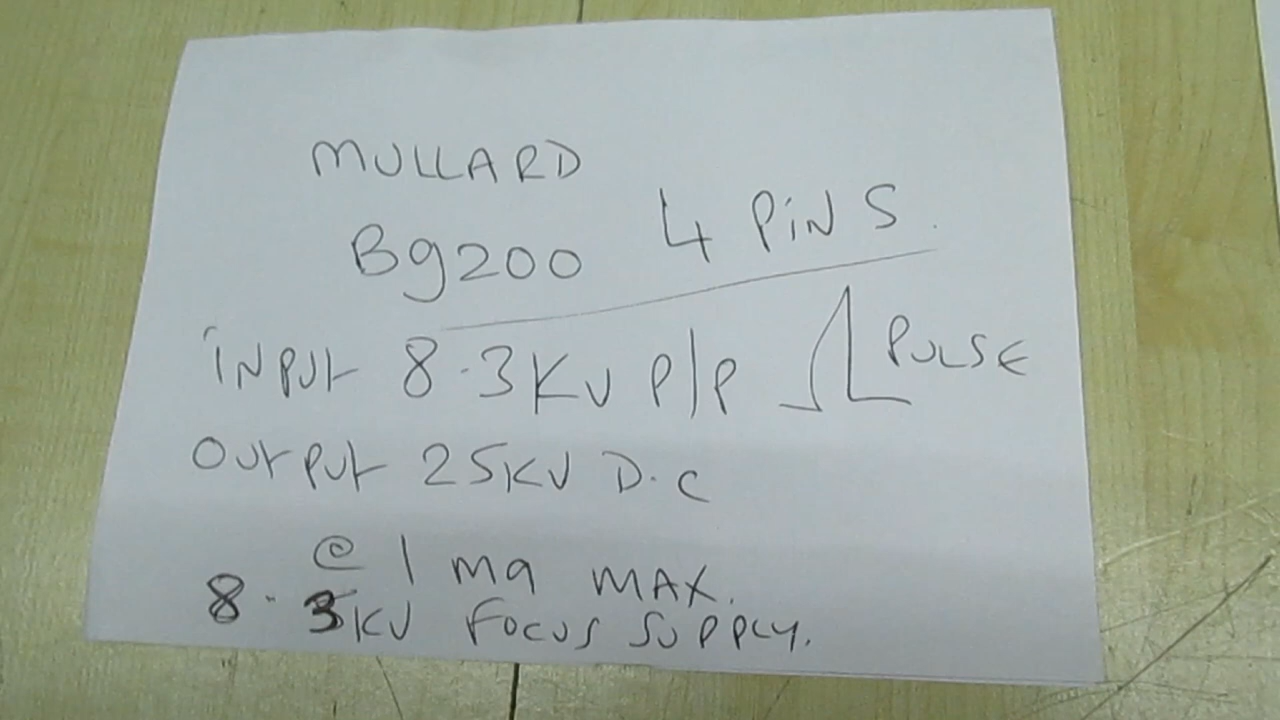 MULLARD
Bg200 4 PiNS.
iNPUt 8.3KV P/P PULSE
OUtPUt 25KV D.C
@ 1 ma MAX.
8.3KV FOCUS SUPPLY.